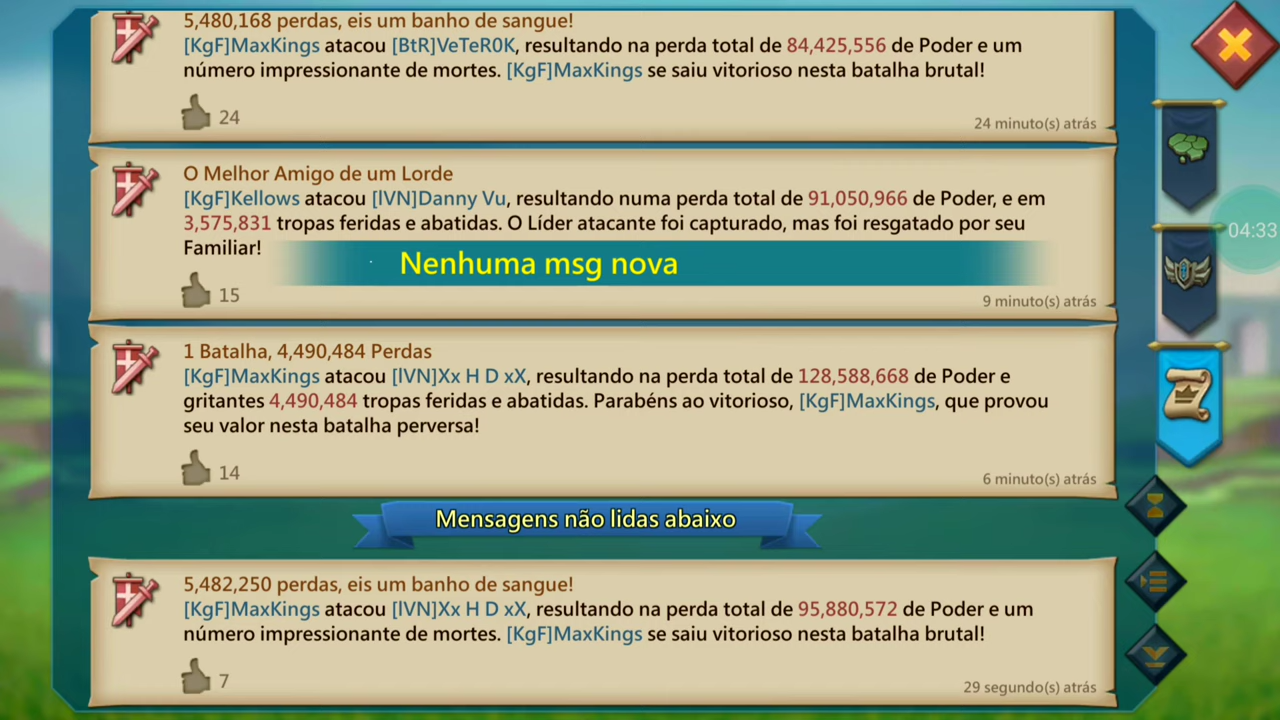 5,480,168 perdas, eis um banho de sangue!
[KgF]MaxKings atacou [BtR]VeTeR0K, resultando na perda total de 84,425,556 de Poder e um
número impressionante de mortes. [KgF]MaxKings se saiu vitorioso nesta batalha brutal!
24
24 minuto(s) atrás
O Melhor Amigo de um Lorde
[KgF]Kellows atacou [lVN]Danny Vu, resultando numa perda total de 91,050,966 de Poder, e em
3,575,831 tropas feridas e abatidas. O Líder atacante foi capturado, mas foi resgatado por seu
Familiar!
04:33
Nenhuma msg nova
15
9 minuto(s) atrás
1 Batalha, 4,490,484 Perdas
[KgF]MaxKings atacou [lVN]Xx H D xX, resultando na perda total de 128,588,668 de Poder e
gritantes 4,490,484 tropas feridas e abatidas. Parabéns ao vitorioso, [KgF]MaxKings, que provou
seu valor nesta batalha perversa!
14
6 minuto(s) atrás
Mensagens não lidas abaixo
5,482,250 perdas, eis um banho de sangue!
[KgF]MaxKings atacou [lVN]Xx H D xX, resultando na perda total de 95,880,572 de Poder e um
número impressionante de mortes. [KgF]MaxKings se saiu vitorioso nesta batalha brutal!
7
29 segundo(s) atrás